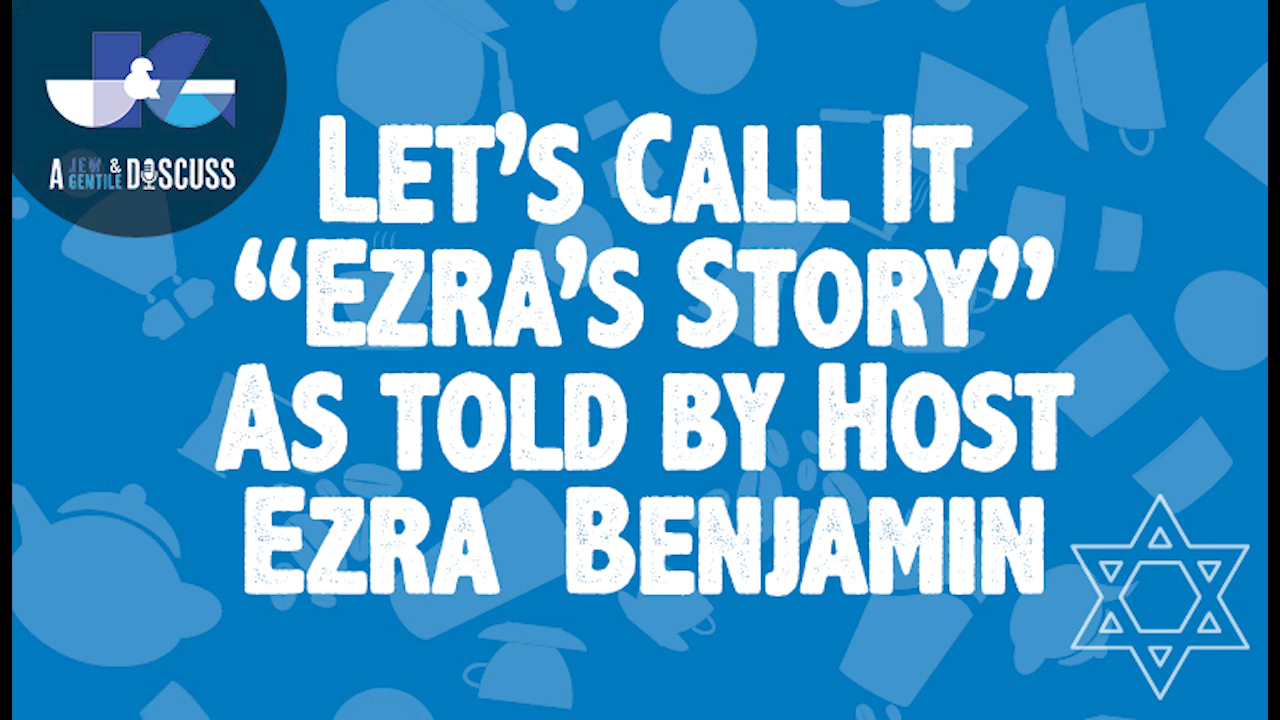 J&G
A JEW & GENTILE DISCUSS
LET'S CALL IT
“EZRA'S STORY”
AS TOLD BY HOST
EZRA BENJAMIN